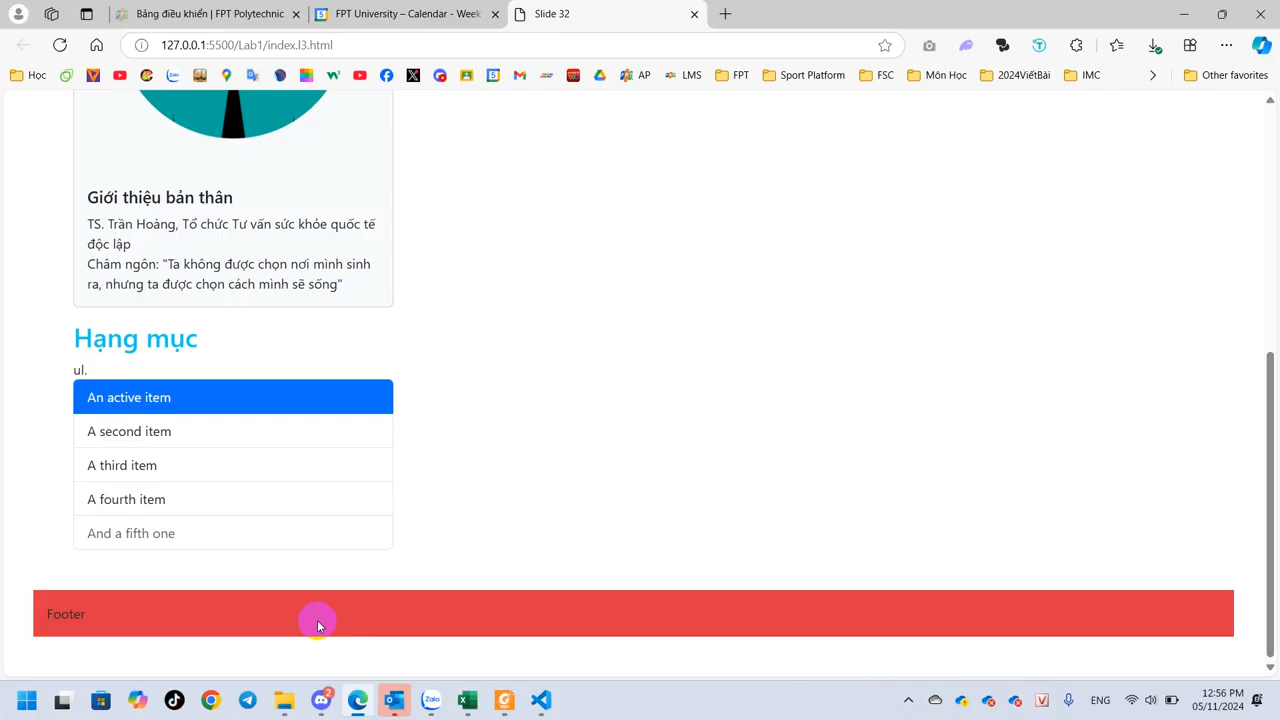 Bảng điều khiển | FPT Polytechnic
FPT University – Calendar - Week
Slide 32
127.0.0.1:5500/Lab1/indexl3.html
Học
Zalo
AP
LMS
FPT
Sport Platform
FSC
Môn Học
2024ViếtBài
IMC
Other favorites
Giới thiệu bản thân
TS. Trần Hoàng, Tổ chức Tư vấn sức khỏe quốc tế
độc lập
Châm ngôn: "Ta không được chọn nơi mình sinh
ra, nhưng ta được chọn cách mình sẽ sống"
Hạng mục
ul.
An active item
A second item
A third item
A fourth item
And a fifth one
Footer
2
Zalo
ENG
12:56 PM
05/11/2024